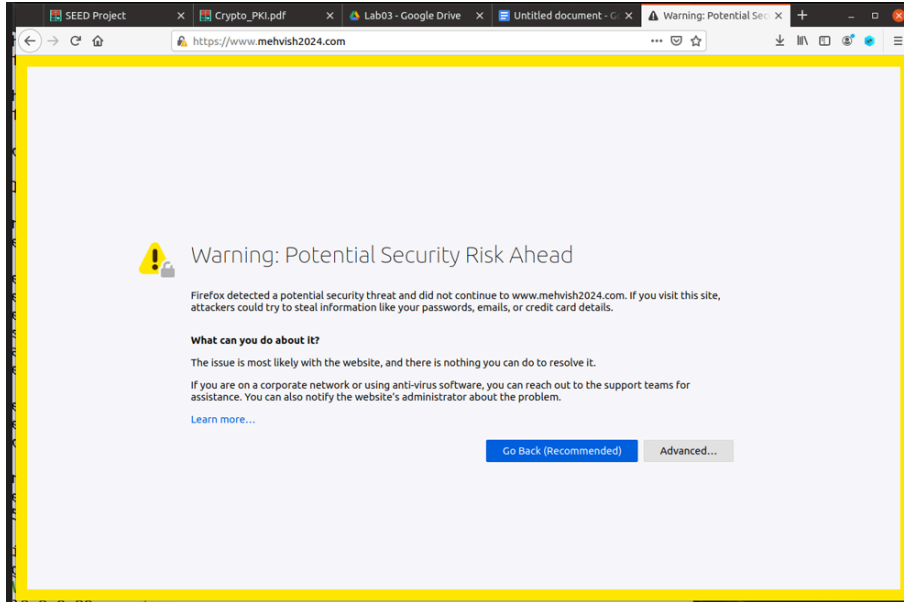 SEED Project
Crypto_PKI.pdf
Lab03 - Google Drive
Untitled document - G
Warning: Potential Sec
https://www.mehvish2024.com
Warning: Potential Security Risk Ahead
Firefox detected a potential security threat and did not continue to www.mehvish2024.com. If you visit this site,
attackers could try to steal information like your passwords, emails, or credit card details.
What can you do about it?
The issue is most likely with the website, and there is nothing you can do to resolve it.
If you are on a corporate network or using anti-virus software, you can reach out to the support teams for
assistance. You can also notify the website's administrator about the problem.
Learn more…
Go Back (Recommended)
Advanced…